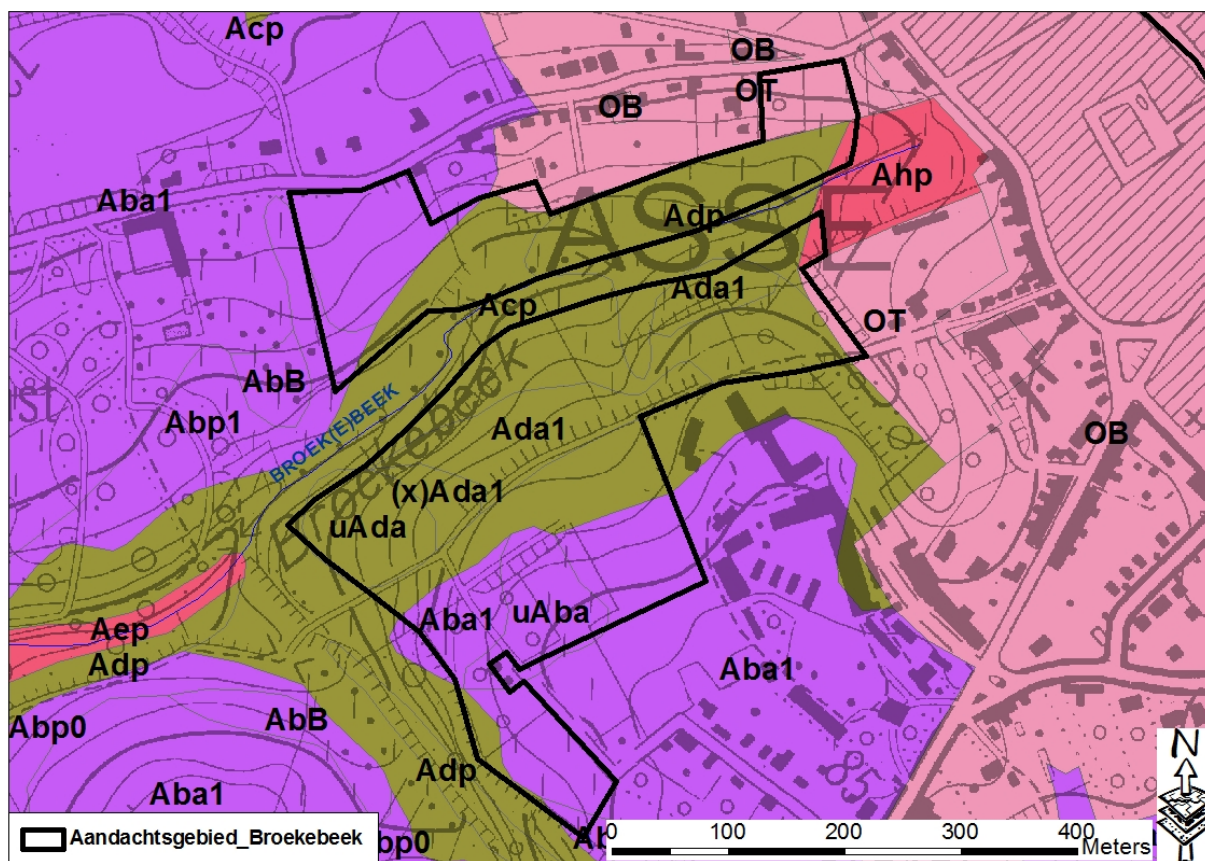 Acp
OB
OT
OB
Aba1
Ahp
ASSE
Adp
Ada1
Acp
OT
AbB
Abp1
BROEK(E)BEEK
Broekebeek
Ada1
OB
(x)Ada1
uAda
Aba1
uAba
Aep
Adp
Aba1
Abp0
AbB
Adp
Aba1
85
Aandachtsgebied_Broekebeek
bp0
0 100 200 300 400
Meters
N